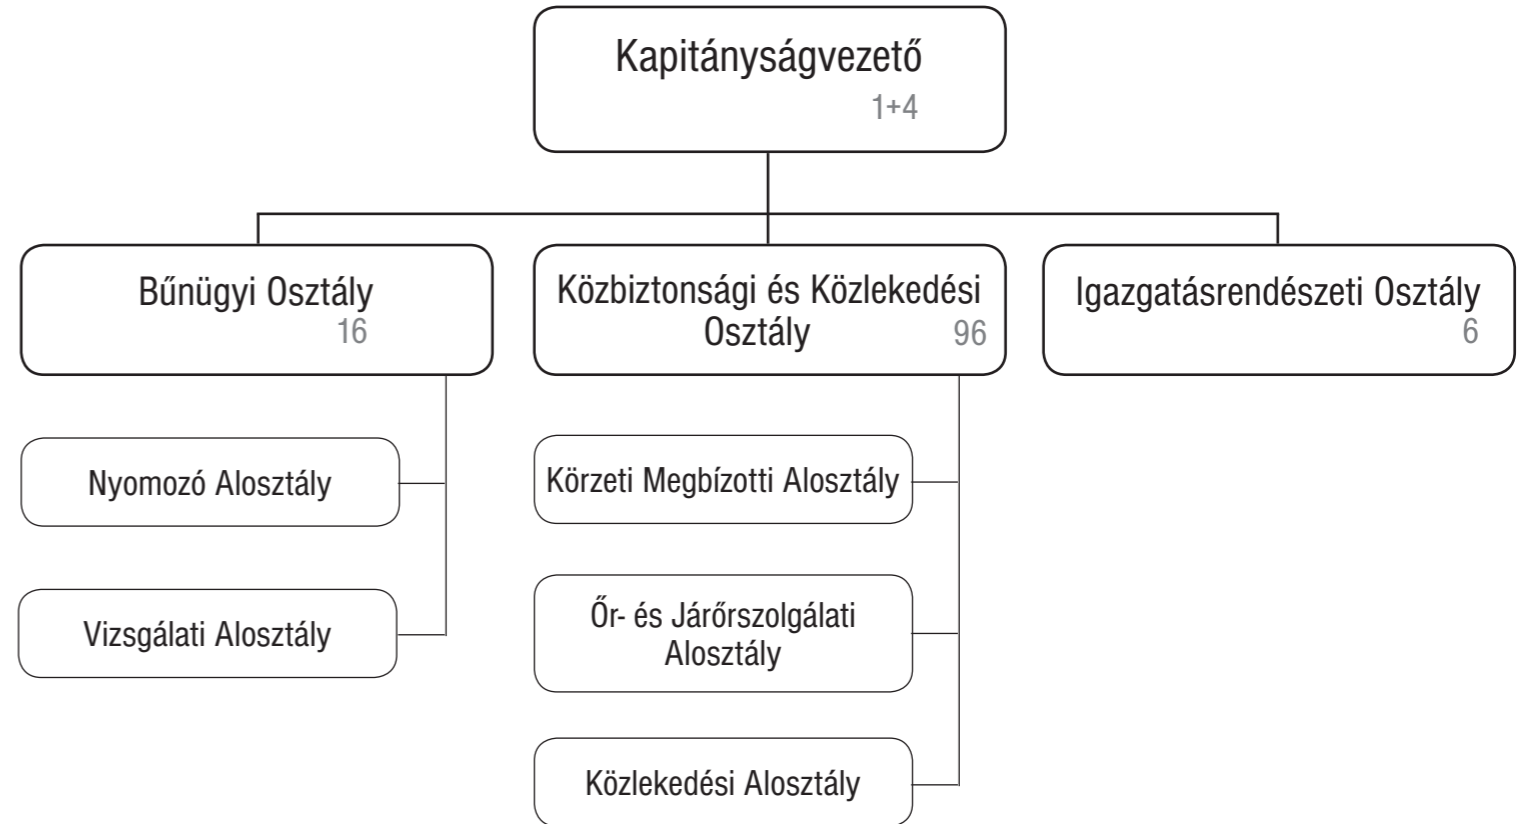 Kapitányságvezető
1+4
Bűnügyi Osztály
16
Közbiztonsági és Közlekedési
Osztály 96
Igazgatásrendészeti Osztály
6
Nyomozó Alosztály
Vizsgálati Alosztály
Körzeti Megbízotti Alosztály
Őr- és Járőrszolgálati
Alosztály
Közlekedési Alosztály